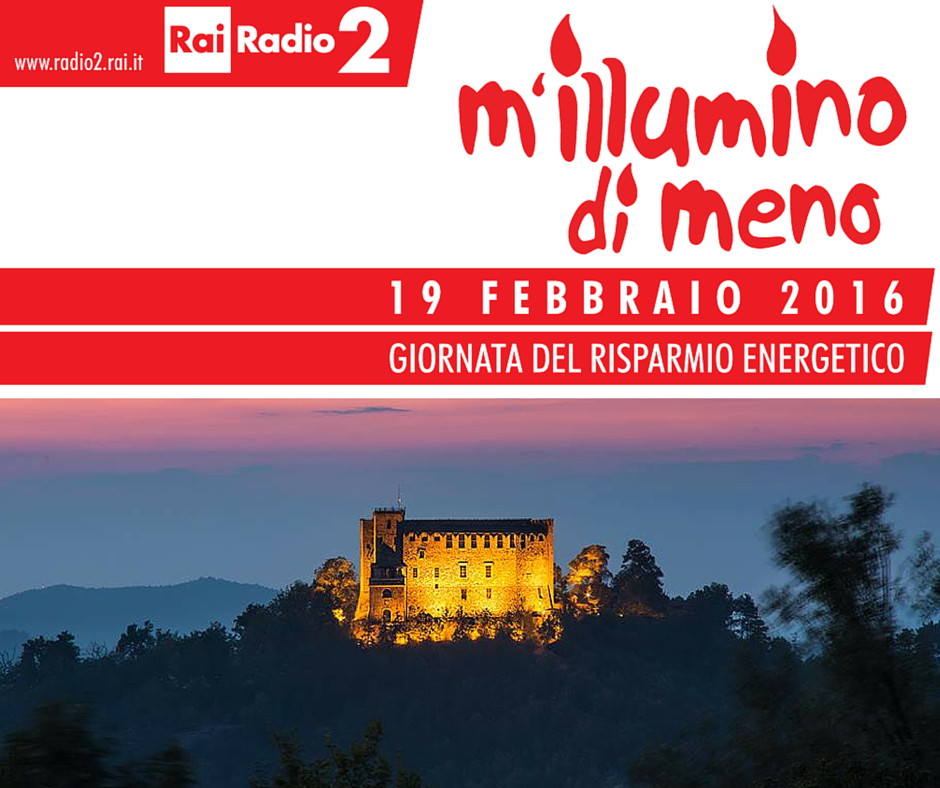 www.radio2.rai.it
Rai Radio 2
m'illumino
di meno
19 FEBBRAIO 2016
GIORNATA DEL RISPARMIO ENERGETICO